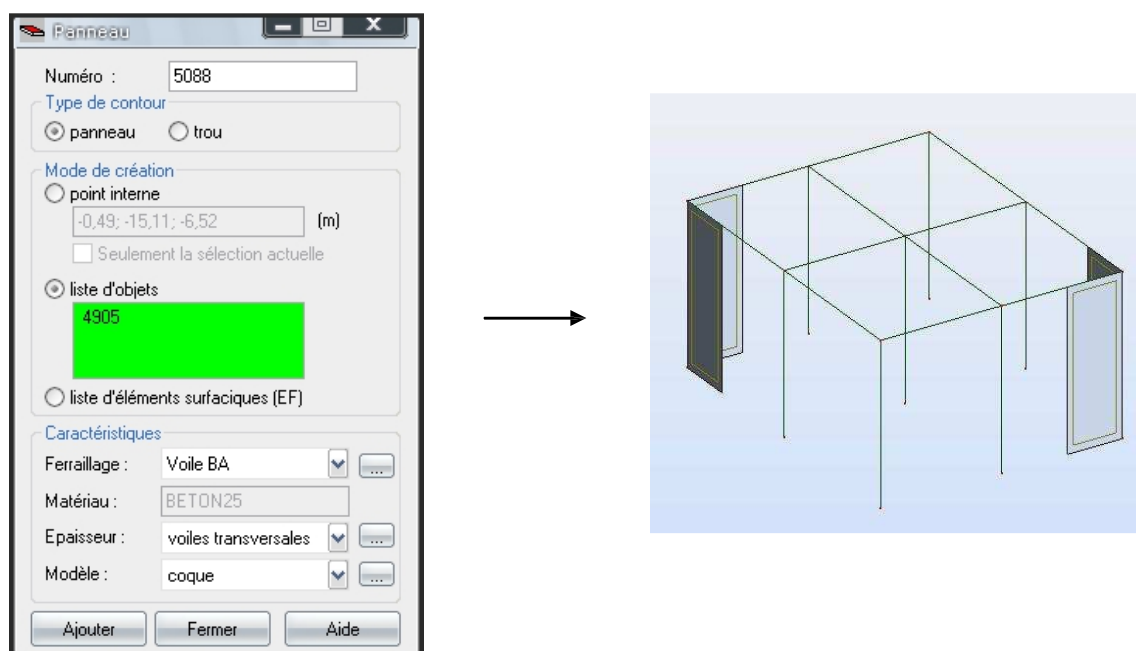 Panneau
Numéro : 5088
Type de contour
panneau trou
Mode de création
point interne
-0,49; -15,11; -6,52 (m)
Seulement la sélection actuelle
liste d'objets
4905
liste d'éléments surfaciques (EF)
Caractéristiques
Ferraillage : Voile BA ...
Matériau : BETON25
Epaisseur : voiles transversales ...
Modèle : coque ...
Ajouter Fermer Aide